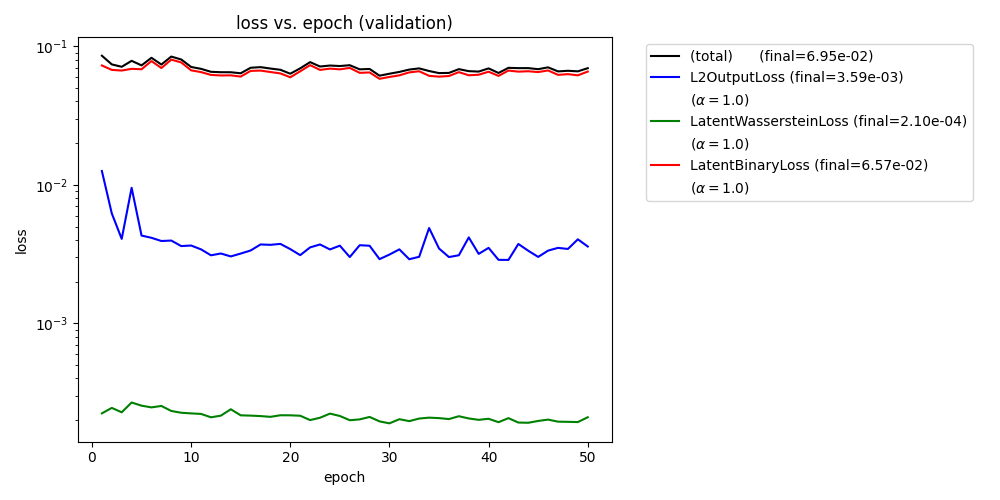 loss vs. epoch (validation)
loss
10⁻¹
10⁻²
10⁻³
0
10
20
30
40
50
epoch
(total) (final=6.95e-02)
L2OutputLoss (final=3.59e-03)
(α = 1.0)
LatentWassersteinLoss (final=2.10e-04)
(α = 1.0)
LatentBinaryLoss (final=6.57e-02)
(α = 1.0)